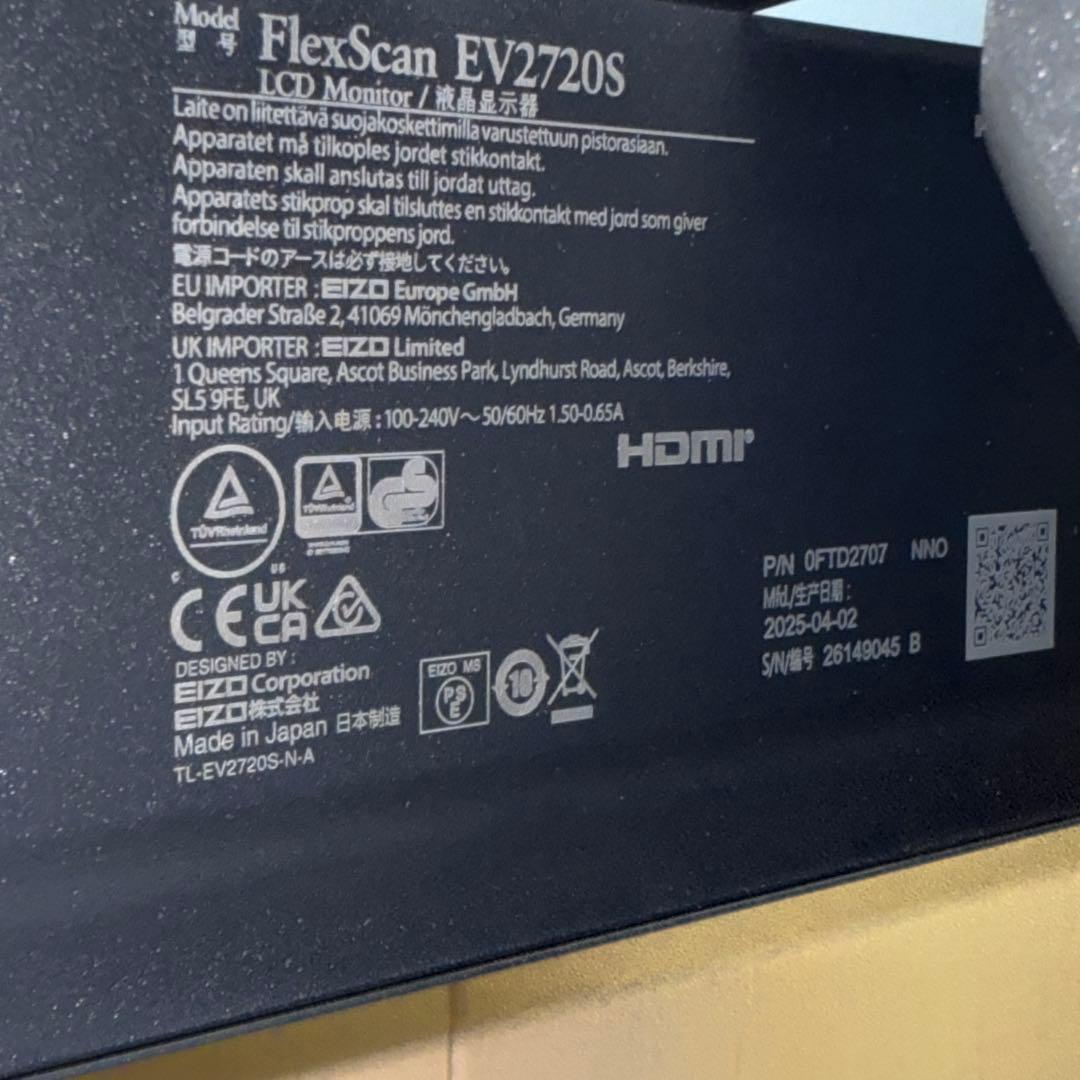 Model
型 号
FlexScan EV2720S
LCD Monitor / 液晶显示器
Laite on liitettävä suojakoskettimilla varustettuun pistorasiaan.
Apparatet må tilkoples jordet stikkontakt.
Apparaten skall anslutas till jordat uttag.
Apparatets stikprop skal tilsluttes en stikkontakt med jord som giver
forbindelse til stikproppens jord.
電源コードのアースは必ず接地してください。
EU IMPORTER : EIZO Europe GmbH
Belgrader Straße 2, 41069 Mönchengladbach, Germany
UK IMPORTER : EIZO Limited
1 Queens Square, Ascot Business Park, Lyndhurst Road, Ascot, Berkshire,
SL5 9FE, UK
Input Rating/输入电源 : 100-240V～50/60Hz 1.50-0.65A
HDMI
TÜVRheinland
TÜVRheinland
GS
C US
CE UK CA
P/N 0FTD2707 NNO
Mfd./生产日期 :
2025-04-02
S/N/编号 26149045 B
DESIGNED BY :
EIZO Corporation
EIZO株式会社
Made in Japan 日本制造
TL-EV2720S-N-A
EIZO MS
PS
E
10